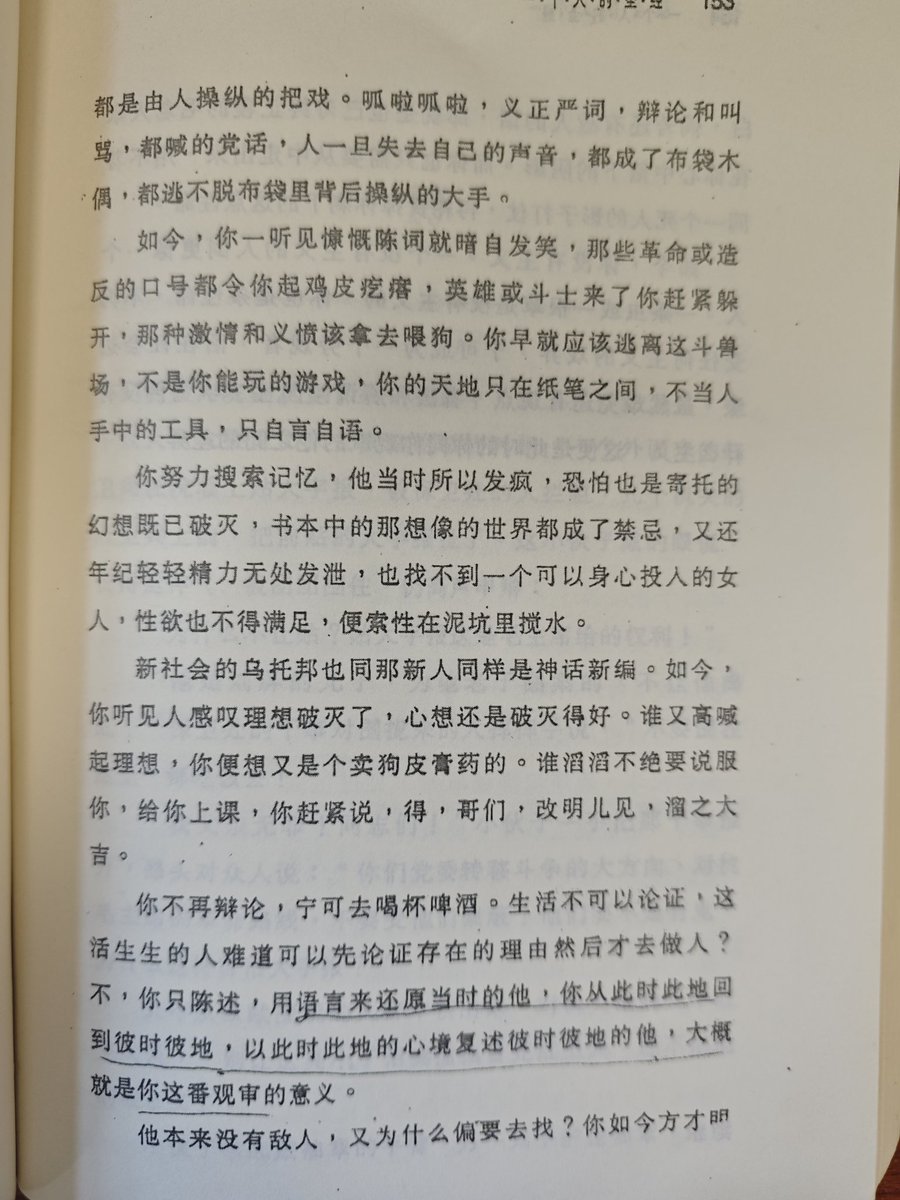 一个人的圣经 153
都是由人操纵的把戏。呱啦呱啦，义正严词，辩论和叫
骂，都喊的党话，人一旦失去自己的声音，都成了布袋木
偶，都逃不脱布袋里背后操纵的大手。
如今，你一听见慷慨陈词就暗自发笑，那些革命或造
反的口号都令你起鸡皮疙瘩，英雄或斗士来了你赶紧躲
开，那种激情和义愤该拿去喂狗。你早就应该逃离这斗兽
场，不是你能玩的游戏，你的天地只在纸笔之间，不当人
手中的工具，只自言自语。
你努力搜索记忆，他当时所以发疯，恐怕也是寄托的
幻想既已破灭，书本中的那想像的世界都成了禁忌，又还
年纪轻轻精力无处发泄，也找不到一个可以身心投入的女
人，性欲也不得满足，便索性在泥坑里搅水。
新社会的乌托邦也同那新人同样是神话新编。如今，
你听见人感叹理想破灭了，心想还是破灭得好。谁又高喊
起理想，你便想又是个卖狗皮膏药的。谁滔滔不绝要说服
你，给你上课，你赶紧说，得，哥们，改明儿见，溜之大
吉。
你不再辩论，宁可去喝杯啤酒。生活不可以论证，这
活生生的人难道可以先论证存在的理由然后才去做人？
不，你只陈述，用语言来还原当时的他，你从此时此地回
到彼时彼地，以此时此地的心境复述彼时彼地的他，大概
就是你这番观审的意义。
他本来没有敌人，又为什么偏要去找？你如今方才明